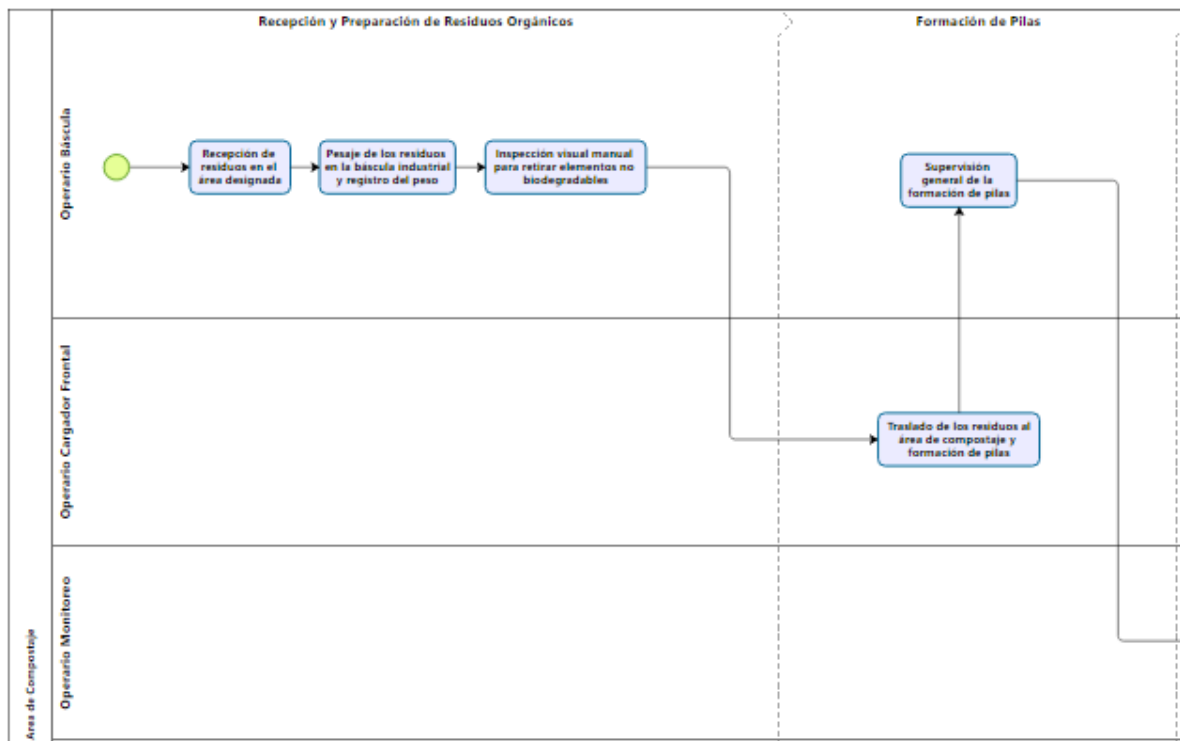 Recepción y Preparación de Residuos Orgánicos
Formación de Pilas
Operario Báscula
Recepción de
residuos en el
área designada
Pesaje de los residuos
en la báscula industrial
y registro del peso
Inspección visual manual
para retirar elementos no
biodegradables
Supervisión
general de la
formación de pilas
Operario Cargador Frontal
Traslado de los residuos al
área de compostaje y
formación de pilas
Operario Monitoreo
Area de Compostaje